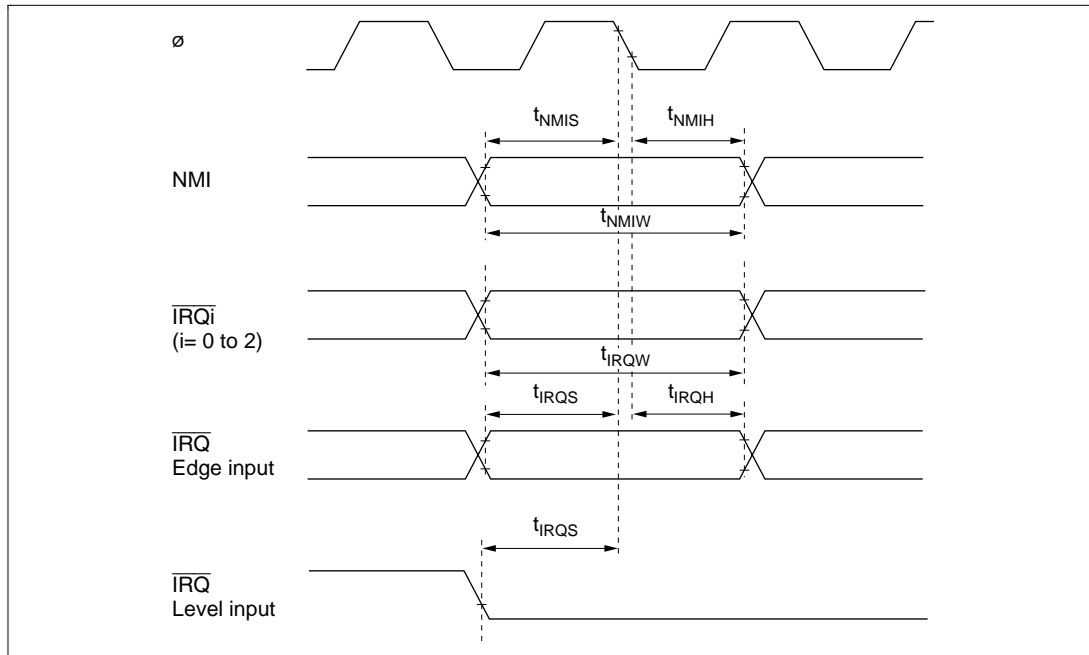 ø
tNMIS
tNMIH
NMI
tNMIW
IRQi
(i= 0 to 2)
tIRQW
tIRQS
tIRQH
IRQ
Edge input
tIRQS
IRQ
Level input